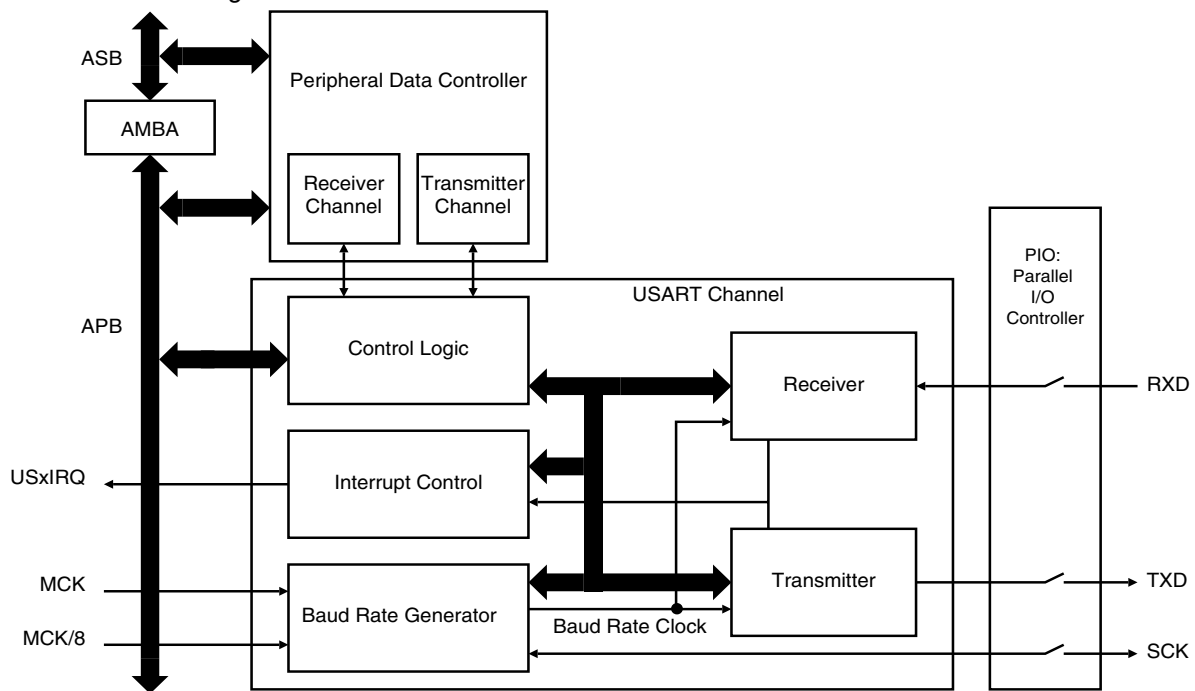 ASB
Peripheral Data Controller
AMBA
Receiver
Channel
Transmitter
Channel
PIO:
Parallel
I/O
Controller
USART Channel
APB
Control Logic
Receiver
RXD
USxIRQ
Interrupt Control
MCK
Baud Rate Generator
Transmitter
TXD
Baud Rate Clock
MCK/8
SCK